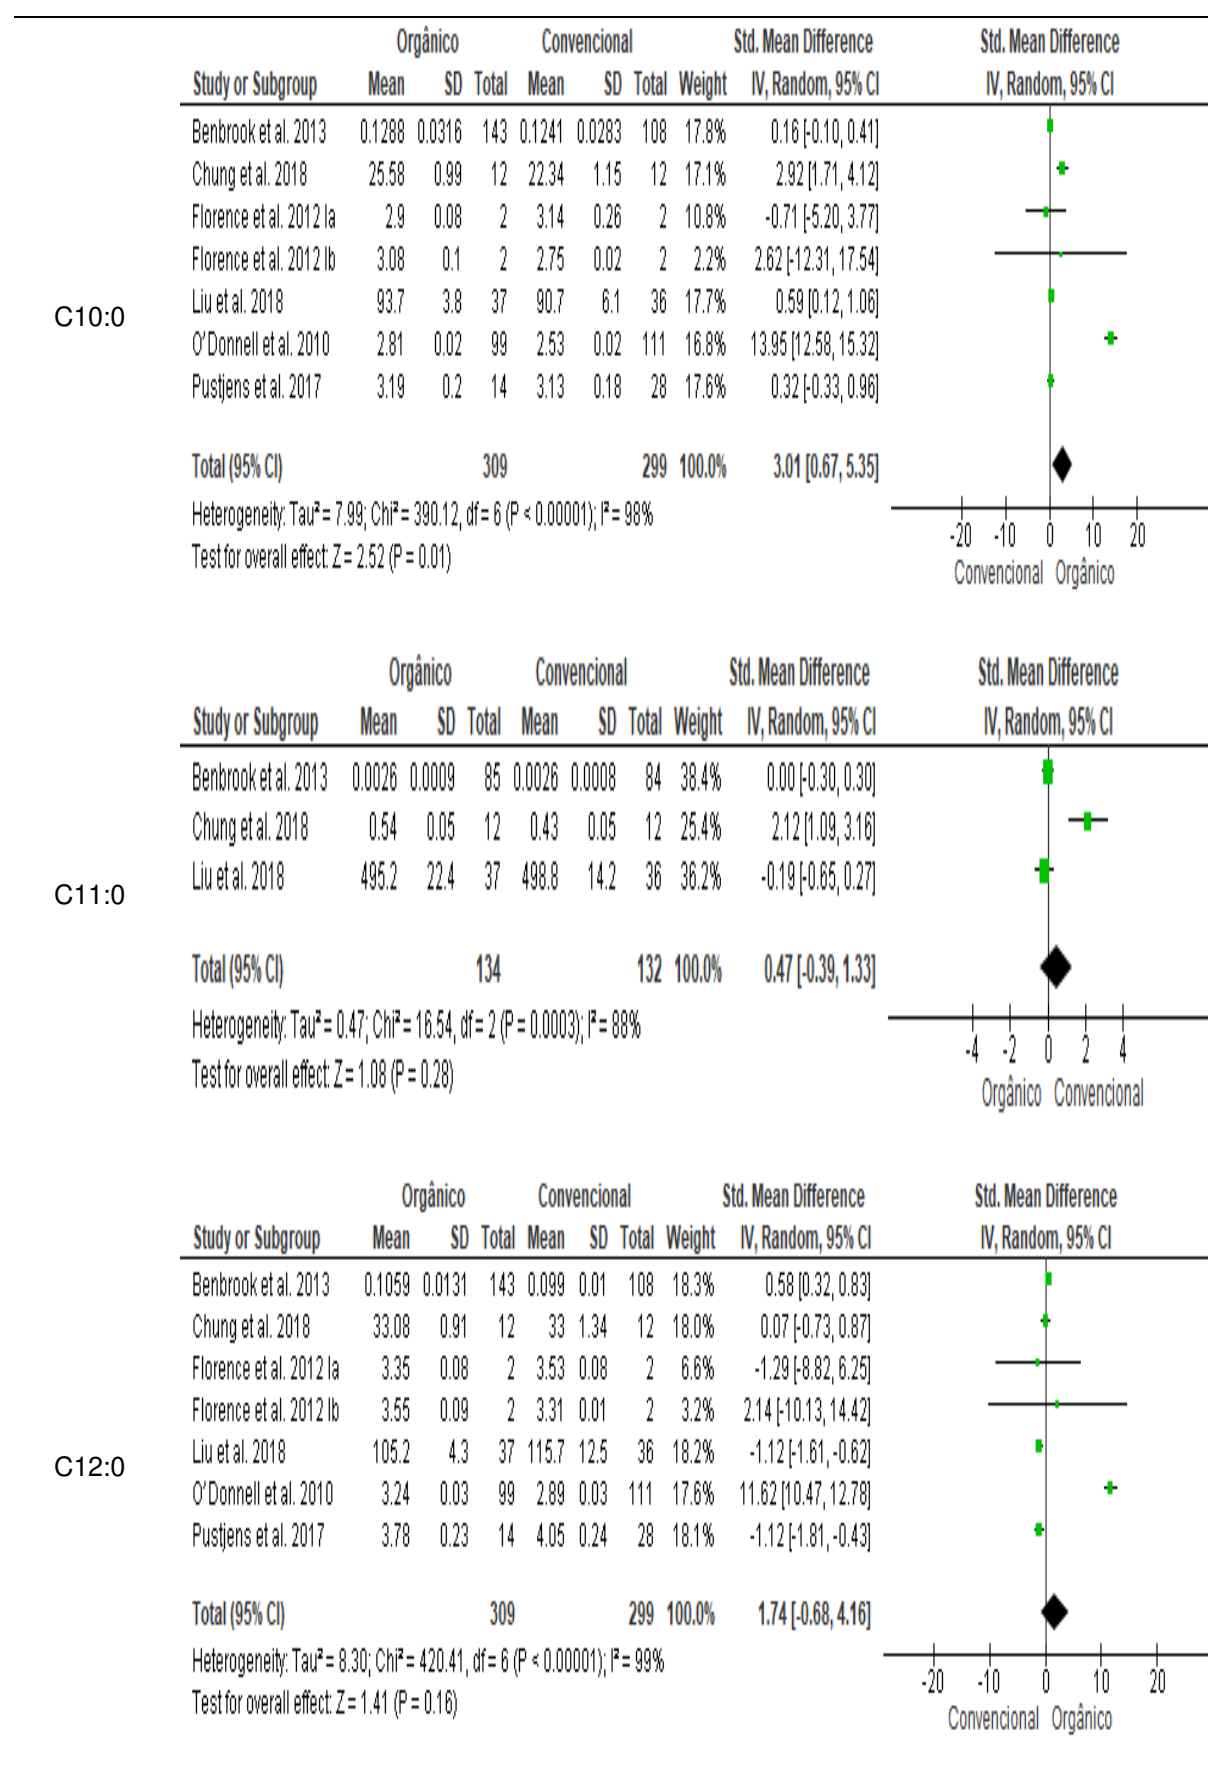 Orgânico Convencional Std. Mean Difference Std. Mean Difference
Study or Subgroup Mean SD Total Mean SD Total Weight IV, Random, 95% CI IV, Random, 95% CI
Benbrook et al. 2013 0.1288 0.0316 143 0.1241 0.0283 108 17.8% 0.16 [-0.10, 0.41]
Chung et al. 2018 25.58 0.99 12 22.34 1.15 12 17.1% 2.92 [1.71, 4.12]
Florence et al. 2012 Ia 2.9 0.08 2 3.14 0.26 2 10.8% -0.71 [-5.20, 3.77]
Florence et al. 2012 Ib 3.08 0.1 2 2.75 0.02 2 2.2% 2.62 [-12.31, 17.54]
Liu et al. 2018 93.7 3.8 37 90.7 6.1 36 17.7% 0.59 [0.12, 1.06]
C10:0
O'Donnell et al. 2010 2.81 0.02 99 2.53 0.02 111 16.8% 13.95 [12.58, 15.32]
Pustjens et al. 2017 3.19 0.2 14 3.13 0.18 28 17.6% 0.32 [-0.33, 0.96]
Total (95% CI) 309 299 100.0% 3.01 [0.67, 5.35]
Heterogeneity: Tau² = 7.99; Chi² = 390.12, df = 6 (P < 0.00001); I² = 98%
-20 -10 0 10 20
Test for overall effect: Z = 2.52 (P = 0.01)
Convencional Orgânico
Orgânico Convencional Std. Mean Difference Std. Mean Difference
Study or Subgroup Mean SD Total Mean SD Total Weight IV, Random, 95% CI IV, Random, 95% CI
Benbrook et al. 2013 0.0026 0.0009 85 0.0026 0.0008 84 38.4% 0.00 [-0.30, 0.30]
Chung et al. 2018 0.54 0.05 12 0.43 0.05 12 25.4% 2.12 [1.09, 3.16]
Liu et al. 2018 495.2 22.4 37 498.8 14.2 36 36.2% -0.19 [-0.65, 0.27]
C11:0
Total (95% CI) 134 132 100.0% 0.47 [-0.39, 1.33]
Heterogeneity: Tau² = 0.47; Chi² = 16.54, df = 2 (P = 0.0003); I² = 88%
-4 -2 0 2 4
Test for overall effect: Z = 1.08 (P = 0.28)
Orgânico Convencional
Orgânico Convencional Std. Mean Difference Std. Mean Difference
Study or Subgroup Mean SD Total Mean SD Total Weight IV, Random, 95% CI IV, Random, 95% CI
Benbrook et al. 2013 0.1059 0.0131 143 0.099 0.01 108 18.3% 0.58 [0.32, 0.83]
Chung et al. 2018 33.08 0.91 12 33 1.34 12 18.0% 0.07 [-0.73, 0.87]
Florence et al. 2012 Ia 3.35 0.08 2 3.53 0.08 2 6.6% -1.29 [-8.82, 6.25]
Florence et al. 2012 Ib 3.55 0.09 2 3.31 0.01 2 3.2% 2.14 [-10.13, 14.42]
Liu et al. 2018 105.2 4.3 37 115.7 12.5 36 18.2% -1.12 [-1.61, -0.62]
C12:0
O'Donnell et al. 2010 3.24 0.03 99 2.89 0.03 111 17.6% 11.62 [10.47, 12.78]
Pustjens et al. 2017 3.78 0.23 14 4.05 0.24 28 18.1% -1.12 [-1.81, -0.43]
Total (95% CI) 309 299 100.0% 1.74 [-0.68, 4.16]
Heterogeneity: Tau² = 8.30; Chi² = 420.41, df = 6 (P < 0.00001); I² = 99%
-20 -10 0 10 20
Test for overall effect: Z = 1.41 (P = 0.16)
Convencional Orgânico